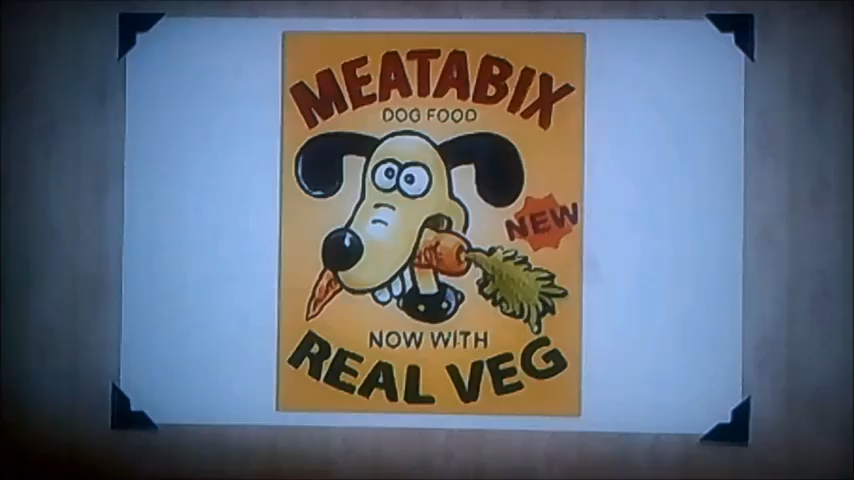 MEATABIX
DOG FOOD
NEW
NOW WITH
REAL VEG